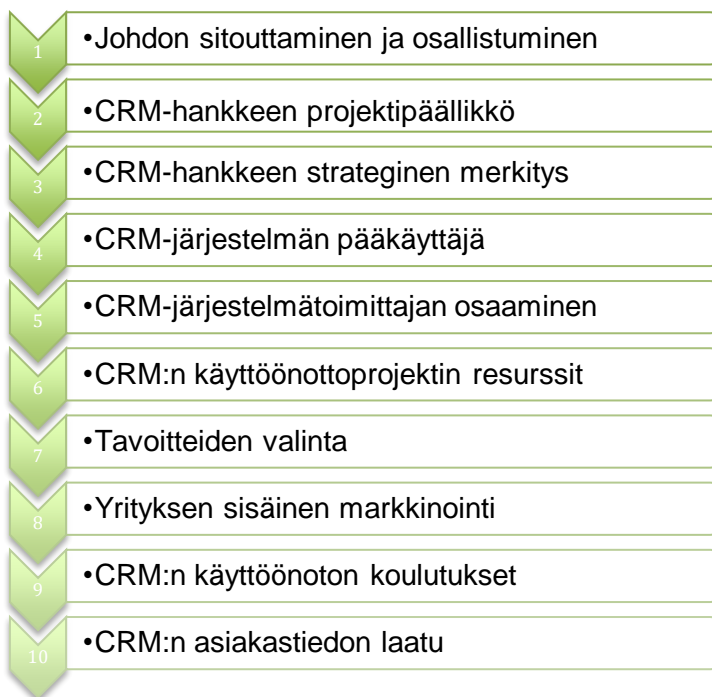 1 •Johdon sitouttaminen ja osallistuminen
2 •CRM-hankkeen projektipäällikkö
3 •CRM-hankkeen strateginen merkitys
4 •CRM-järjestelmän pääkäyttäjä
5 •CRM-järjestelmätoimittajan osaaminen
6 •CRM:n käyttöönottoprojektin resurssit
7 •Tavoitteiden valinta
8 •Yrityksen sisäinen markkinointi
9 •CRM:n käyttöönoton koulutukset
10 •CRM:n asiakastiedon laatu